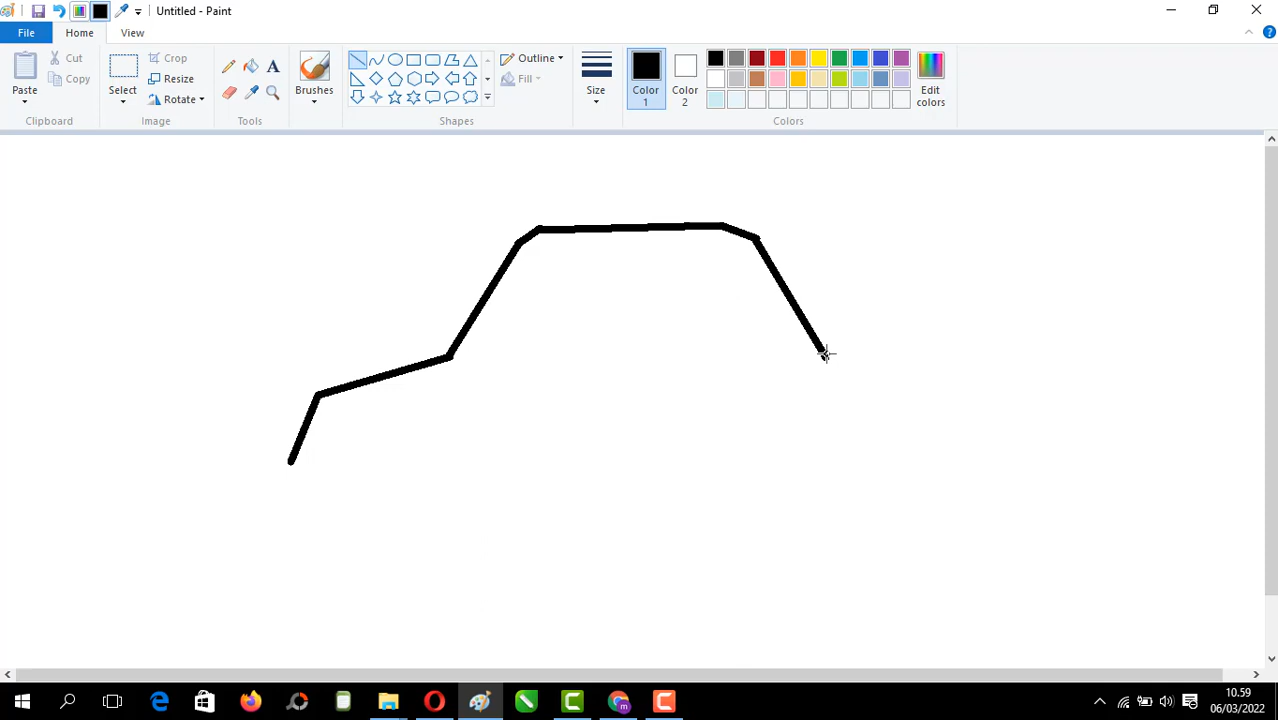 Untitled - Paint
File
Home
View
Paste
Cut
Copy
Clipboard
Select
Crop
Resize
Rotate
Image
A
Tools
Brushes
Outline
Fill
Shapes
Size
Color 1
Color 2
Edit colors
Colors
m
10.59
06/03/2022